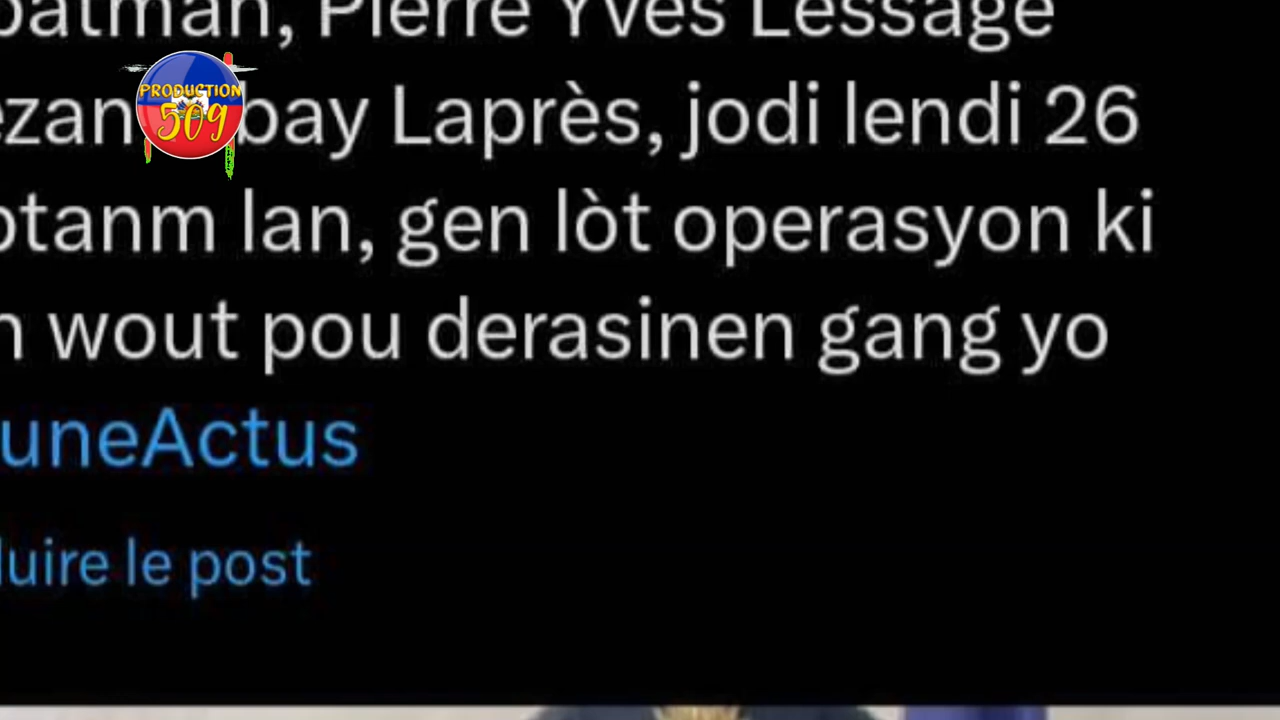 batman, Pierre Yves Lessage
ezan bay Laprès, jodi lendi 26
ptanm lan, gen lòt operasyon ki
n wout pou derasinen gang yo
uneActus
duire le post
PRODUCTION
509